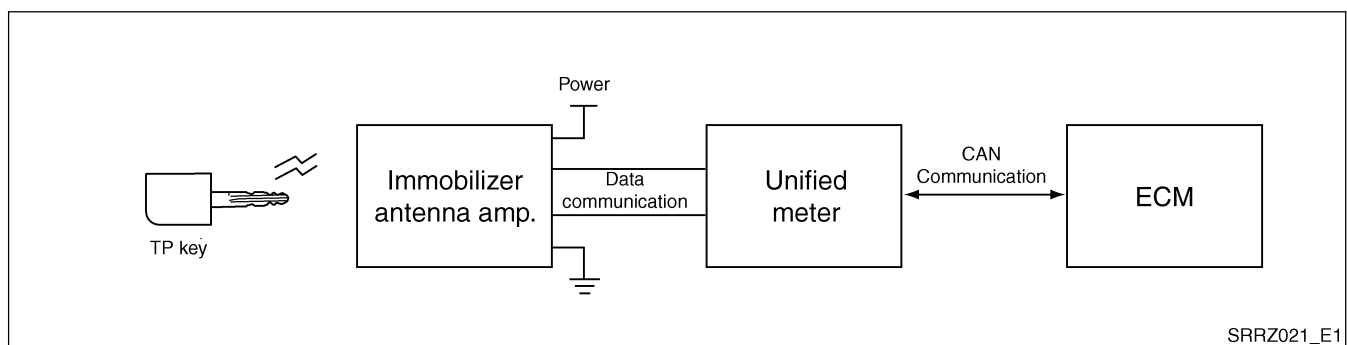 Power
TP key
Immobilizer
antenna amp.
Data
communication
Unified
meter
CAN
Communication
ECM
SRRZ021_E1